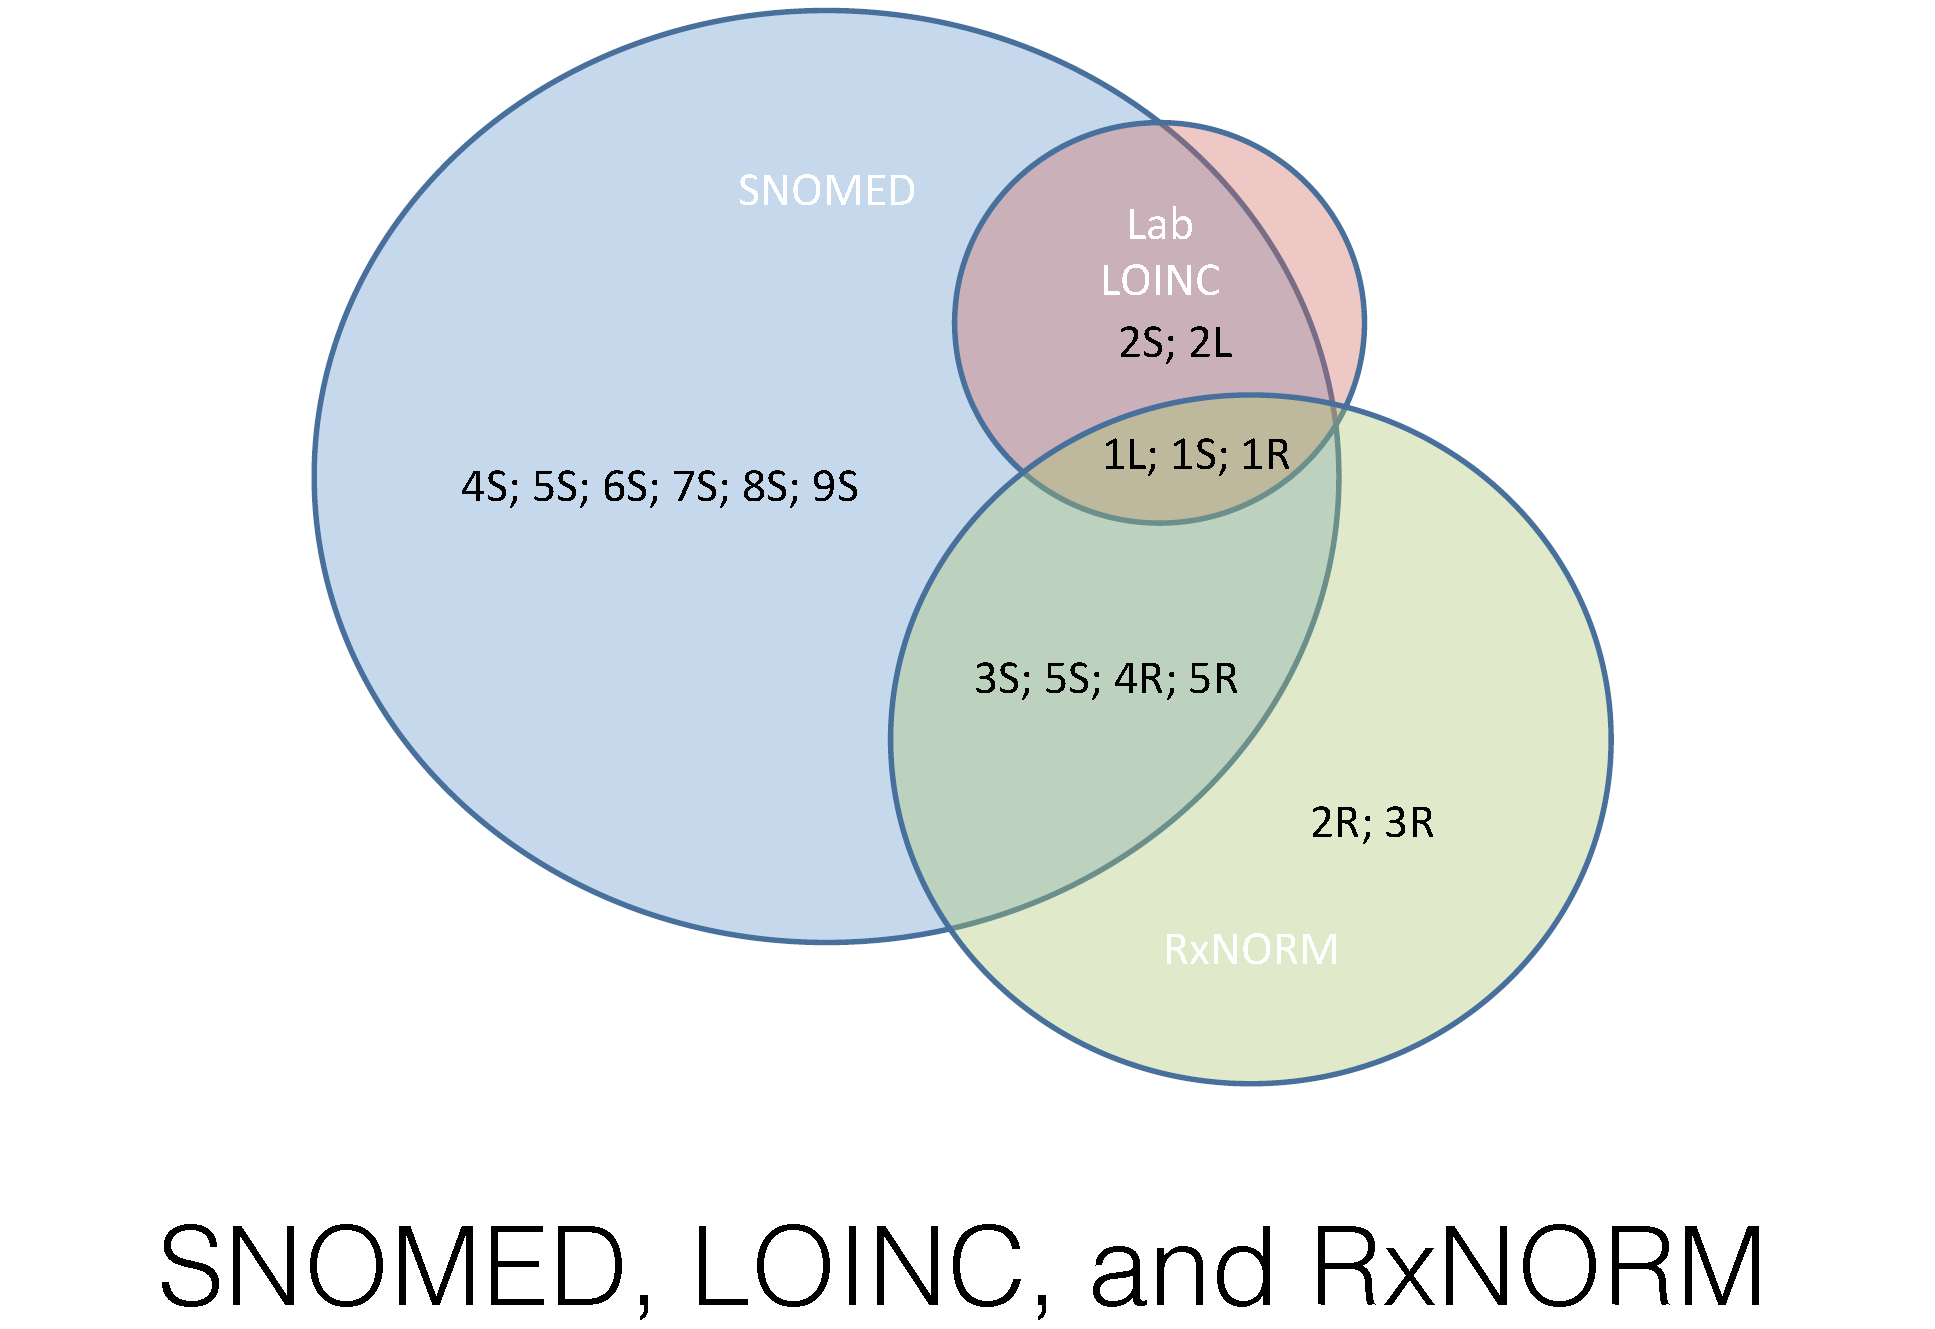 SNOMED
Lab
LOINC
2S; 2L
1L; 1S; 1R
4S; 5S; 6S; 7S; 8S; 9S
3S; 5S; 4R; 5R
2R; 3R
RxNORM
SNOMED, LOINC, and RxNORM